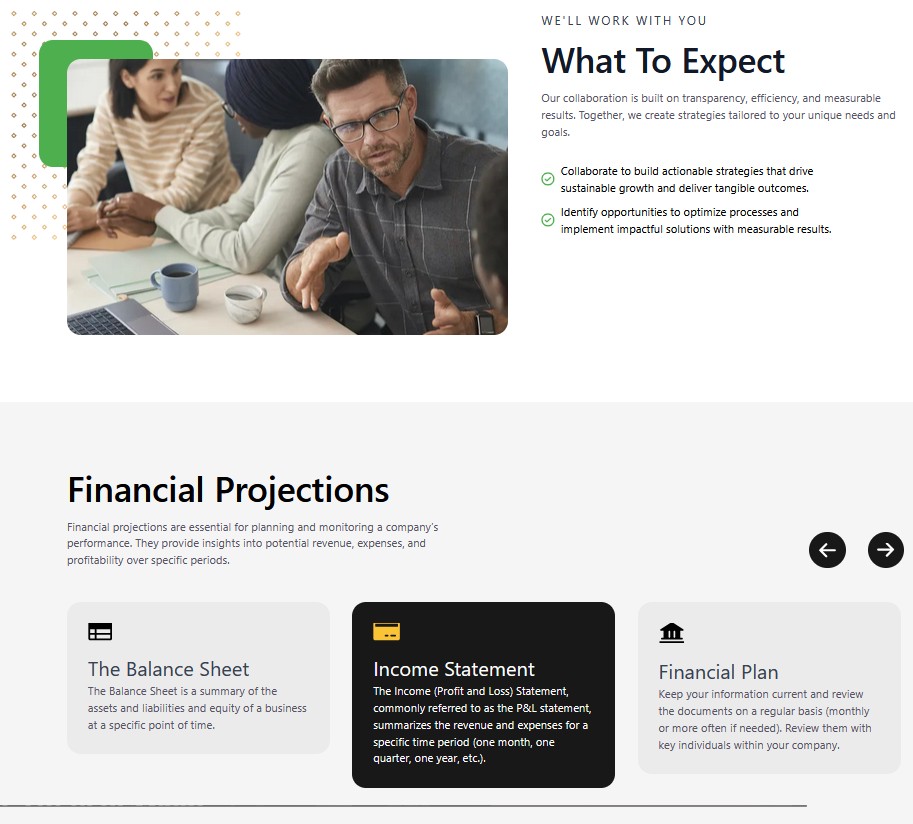 WE'LL WORK WITH YOU
What To Expect
Our collaboration is built on transparency, efficiency, and measurable
results. Together, we create strategies tailored to your unique needs and
goals.
Collaborate to build actionable strategies that drive
sustainable growth and deliver tangible outcomes.
Identify opportunities to optimize processes and
implement impactful solutions with measurable results.
Financial Projections
Financial projections are essential for planning and monitoring a company's
performance. They provide insights into potential revenue, expenses, and
profitability over specific periods.
The Balance Sheet
The Balance Sheet is a summary of the
assets and liabilities and equity of a business
at a specific point of time.
Income Statement
The Income (Profit and Loss) Statement,
commonly referred to as the P&L statement,
summarizes the revenue and expenses for a
specific time period (one month, one
quarter, one year, etc.).
Financial Plan
Keep your information current and review
the documents on a regular basis (monthly
or more often if needed). Review them with
key individuals within your company.